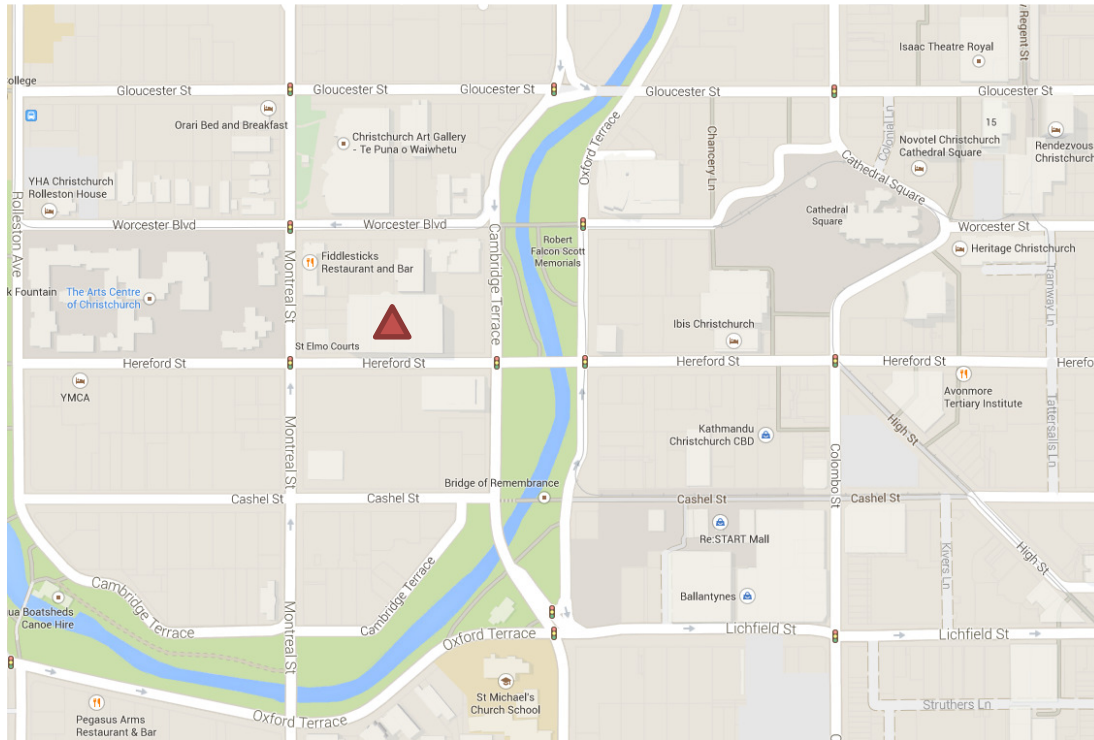 Regent St
Isaac Theatre Royal
ollege
Gloucester St
Gloucester St
Gloucester St
Gloucester St
Gloucester St
Orari Bed and Breakfast
Christchurch Art Gallery
- Te Puna o Waiwhetu
Oxford Terrace
Chancery Ln
Colonial Ln
15
Novotel Christchurch
Cathedral Square
Rendezvous
Christchurch
YHA Christchurch
Rolleston House
Rolleston Ave
Cathedral Square
Cathedral
Square
Worcester Blvd
Worcester Blvd
Worcester St
Cambridge Terrace
Robert
Falcon Scott
Memorials
Heritage Christchurch
Montreal St
Fiddlesticks
Restaurant and Bar
Tramway Ln
k Fountain
The Arts Centre
of Christchurch
Ibis Christchurch
St Elmo Courts
Hereford St
Hereford St
Hereford St
Hereford St
Herefo
YMCA
Avonmore
Tertiary Institute
Montreal St
High St
Tattersalls Ln
Kathmandu
Christchurch CBD
Colombo St
Bridge of Remembrance
Cashel St
Cashel St
Cashel St
Cashel St
Re:START Mall
High St
Kivers Ln
Cambridge Terrace
Cambridge Terrace
ua Boatsheds
Canoe Hire
Ballantynes
Montreal St
Oxford Terrace
Lichfield St
Lichfield St
St Michael's
Church School
Struthers Ln
Pegasus Arms
Restaurant & Bar
Oxford Terrace